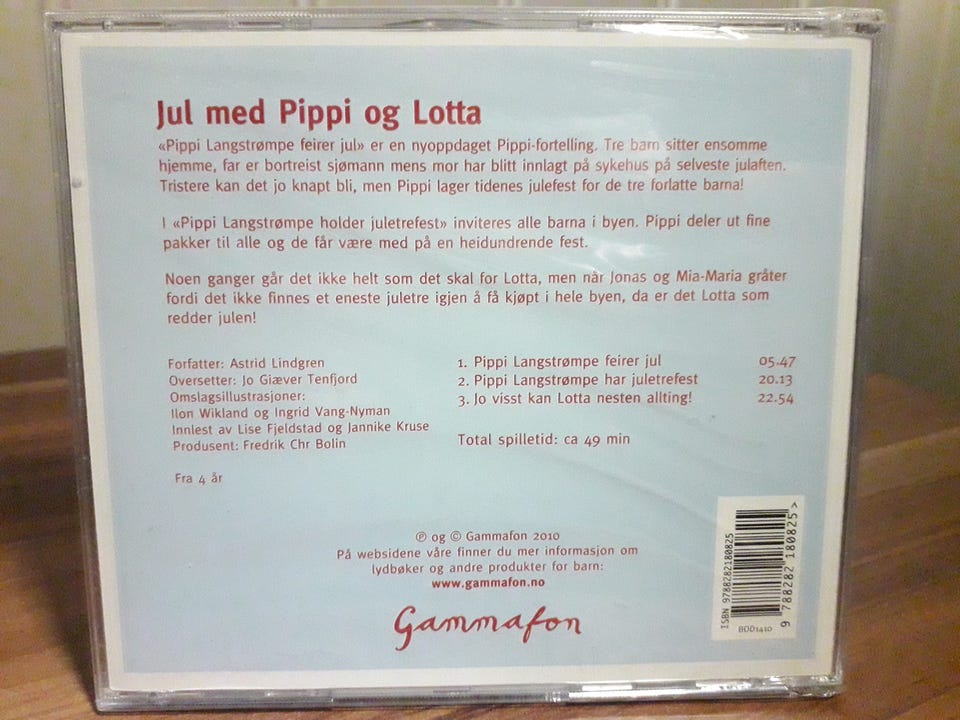 Jul med Pippi og Lotta
«Pippi Langstrømpe feirer jul» er en nyoppdaget Pippi-fortelling. Tre barn sitter ensomme
hjemme, far er bortreist sjømann mens mor har blitt innlagt på sykehus på selveste julaften.
Tristere kan det jo knapt bli, men Pippi lager tidenes julefest for de tre forlatte barna!
I «Pippi Langstrømpe holder juletrefest» inviteres alle barna i byen. Pippi deler ut fine
pakker til alle og de får være med på en heidundrende fest.
Noen ganger går det ikke helt som det skal for Lotta, men når Jonas og Mia-Maria gråter
fordi det ikke finnes et eneste juletre igjen å få kjøpt i hele byen, da er det Lotta som
redder julen!
Forfatter: Astrid Lindgren
Oversetter: Jo Giæver Tenfjord
Omslagsillustrasjoner:
Ilon Wikland og Ingrid Vang-Nyman
Innlest av Lise Fjeldstad og Jannike Kruse
Produsent: Fredrik Chr Bolin
Fra 4 år
1. Pippi Langstrømpe feirer jul 05.47
2. Pippi Langstrømpe har juletrefest 20.13
3. Jo visst kan Lotta nesten allting! 22.54
Total spilletid: ca 49 min
℗ og © Gammafon 2010
På websidene våre finner du mer informasjon om
lydbøker og andre produkter for barn:
www.gammafon.no
Gammafon
ISBN 9788282180825
9 788282 180825 >
BDD1410